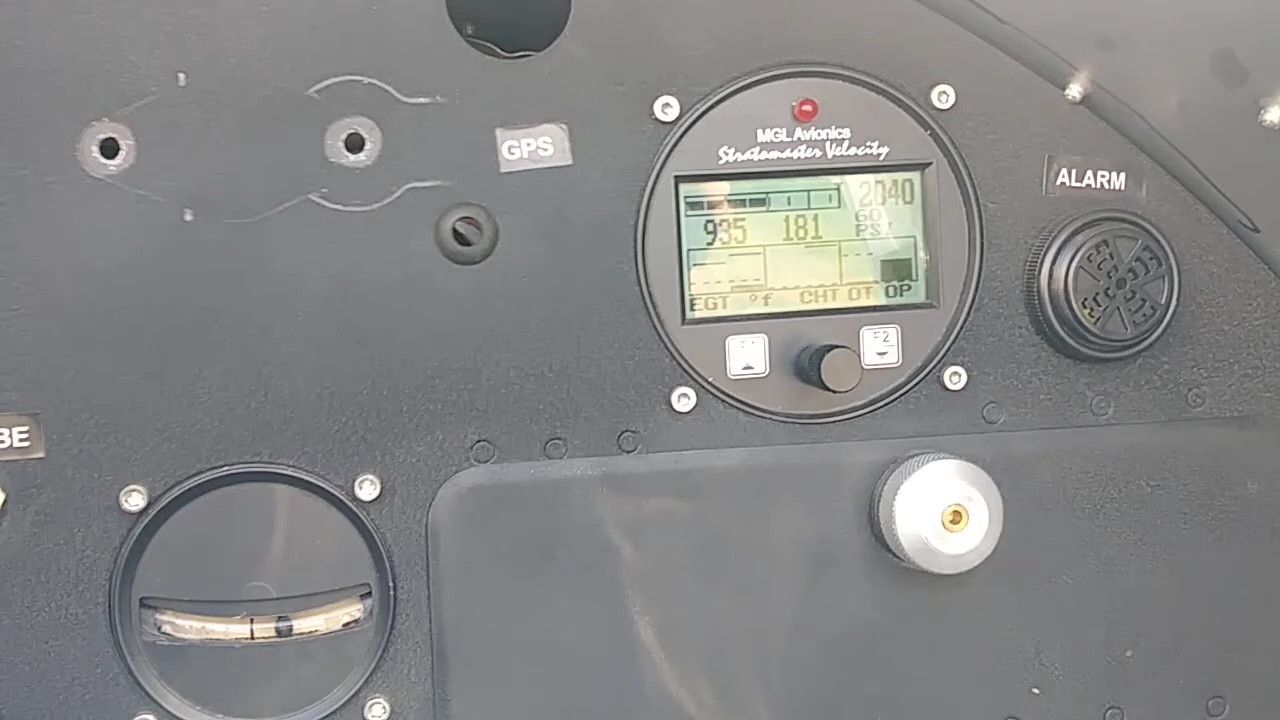 GPS
MGL Avionics
Stratomaster Velocity
2040
60
PSI
935 181
EGT °f CHT OT OP
F1
F2
ALARM
BE